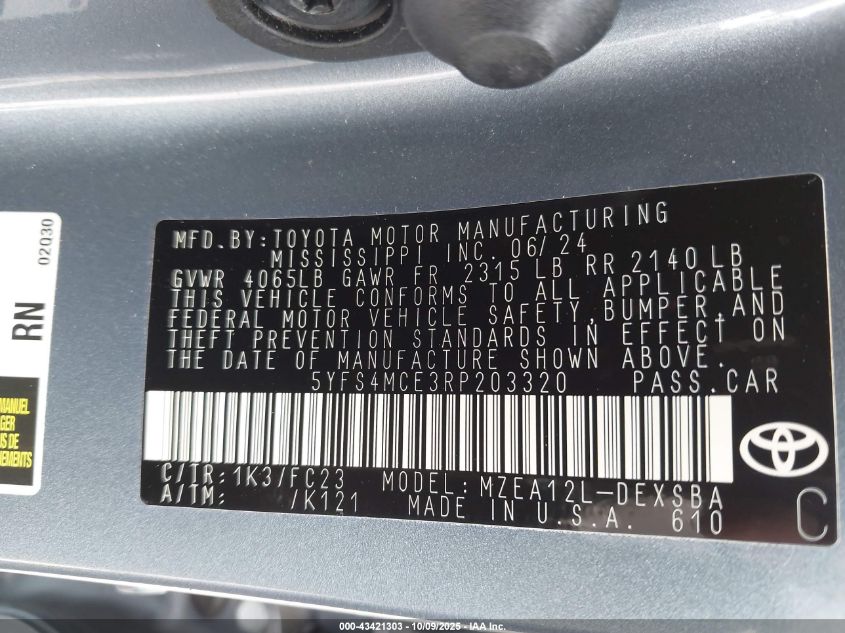 MFD.BY:TOYOTA MOTOR MANUFACTURING
MISSISSIPPI INC. 06/24
GVWR 4065LB GAWR FR 2315 LB RR 2140 LB
THIS VEHICLE CONFORMS TO ALL APPLICABLE
FEDERAL MOTOR VEHICLE SAFETY,BUMPER,AND
THEFT PREVENTION STANDARDS IN EFFECT ON
THE DATE OF MANUFACTURE SHOWN ABOVE.
5YFS4MCE3RP203320 PASS.CAR
C/TR:1K3/FC23 MODEL:MZEA12L-DEXSBA
A/TM: /K121 MADE IN U.S.A. 610
C
RN 02Q30
MANUEL
DE
000-43421303 - 10/09/2025 - IAA Inc.